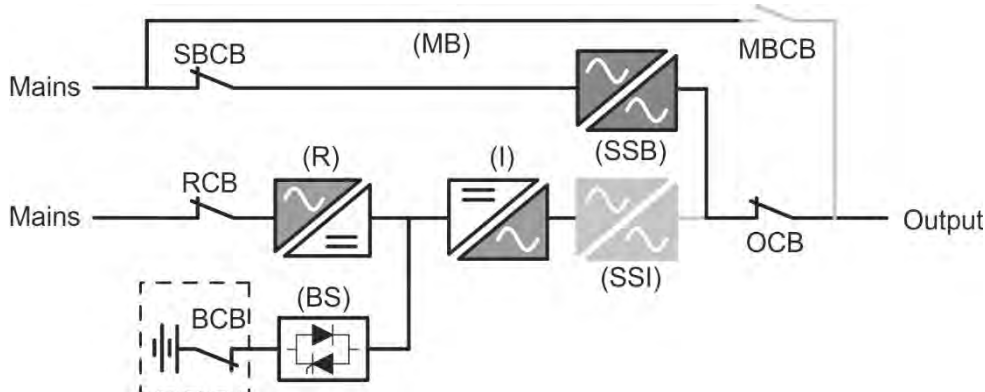 (MB)
MBCB
SBCB
Mains
(SSB)
(R)
(I)
RCB
Mains
Output
OCB
(SSI)
(BS)
BCB